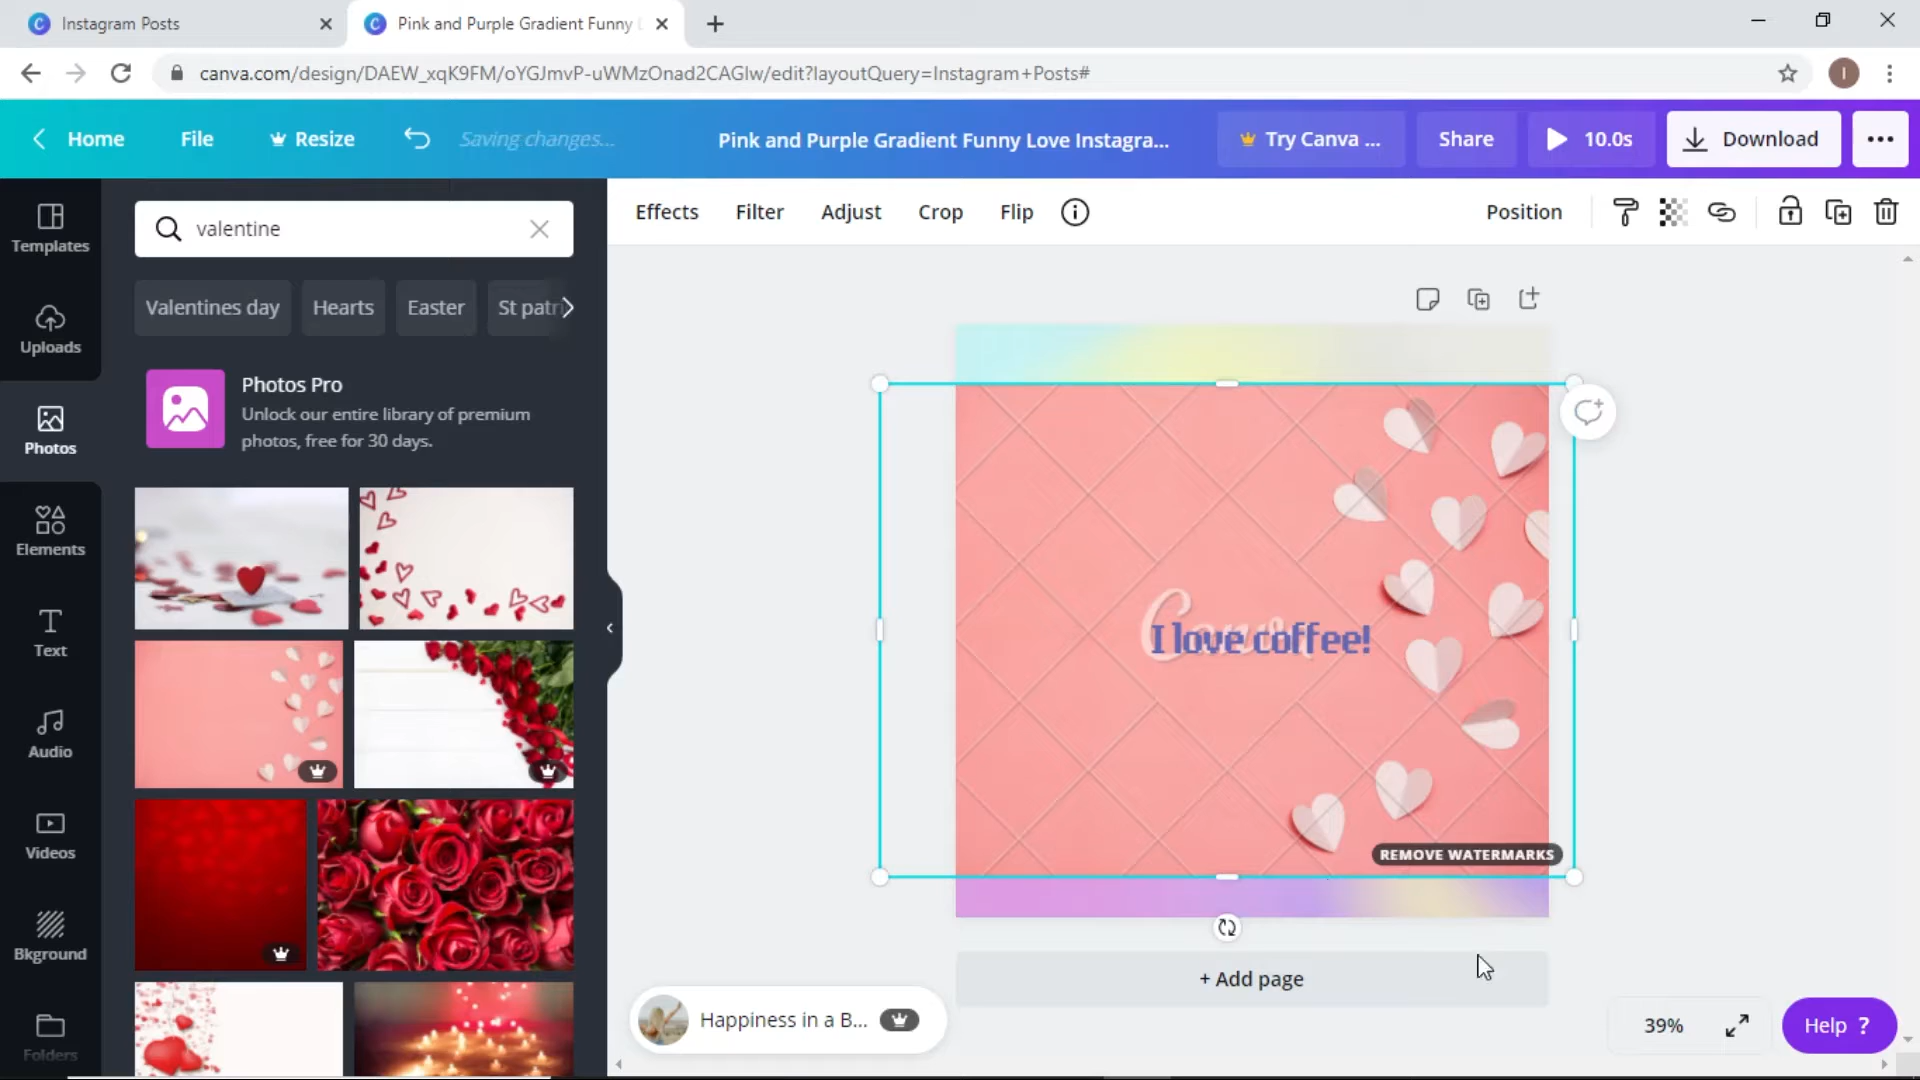 Instagram Posts
Pink and Purple Gradient Funny L
canva.com/design/DAEW_xqK9FM/oYGJmvP-uWMzOnad2CAGlw/edit?layoutQuery=Instagram+Posts#
I
Home
File
Resize
Saving changes...
Pink and Purple Gradient Funny Love Instagra...
Try Canva ...
Share
10.0s
Download
Templates
Uploads
Photos
Elements
Text
Audio
Videos
Bkground
Folders
valentine
Valentines day
Hearts
Easter
St patri
Photos Pro
Unlock our entire library of premium
photos, free for 30 days.
Effects
Filter
Adjust
Crop
Flip
Position
Canva
I love coffee!
REMOVE WATERMARKS
+ Add page
Happiness in a B...
39%
Help ?